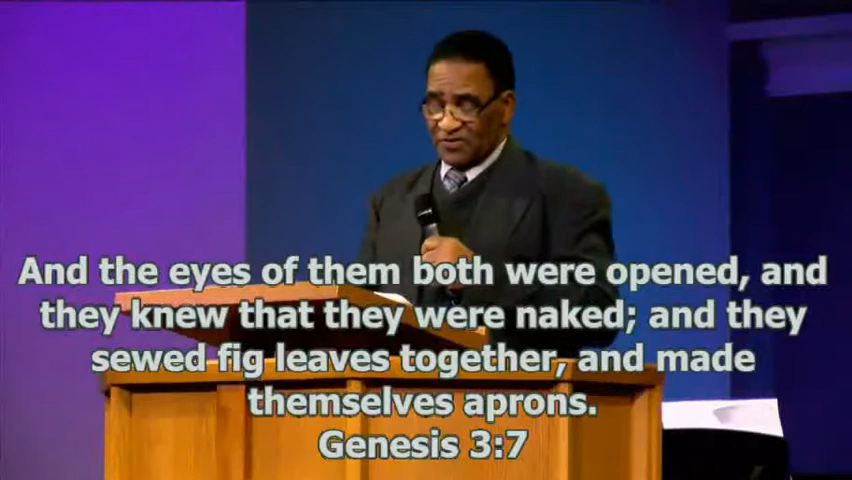 And the eyes of them both were opened, and
they knew that they were naked; and they
sewed fig leaves together, and made
themselves aprons.
Genesis 3:7